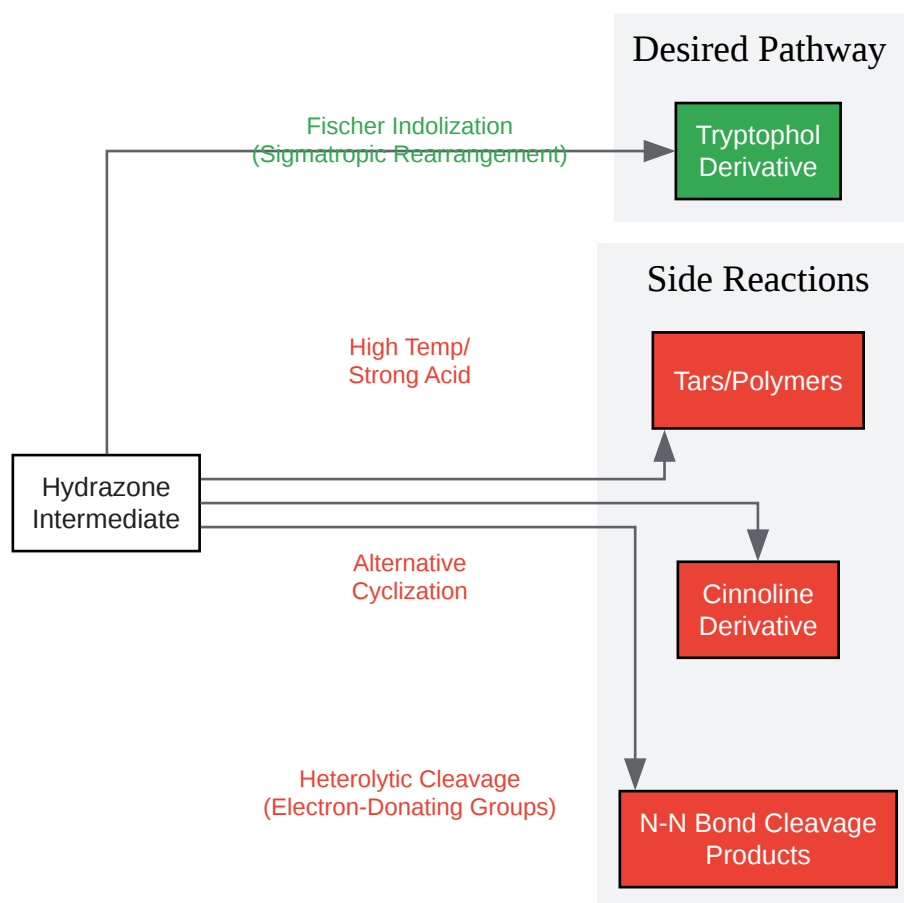 Desired Pathway
Fischer Indolization
(Sigmatropic Rearrangement)
Tryptophol
Derivative
Side Reactions
High Temp/
Strong Acid
Tars/Polymers
Hydrazone
Intermediate
Alternative
Cyclization
Cinnoline
Derivative
Heterolytic Cleavage
(Electron-Donating Groups)
N-N Bond Cleavage
Products